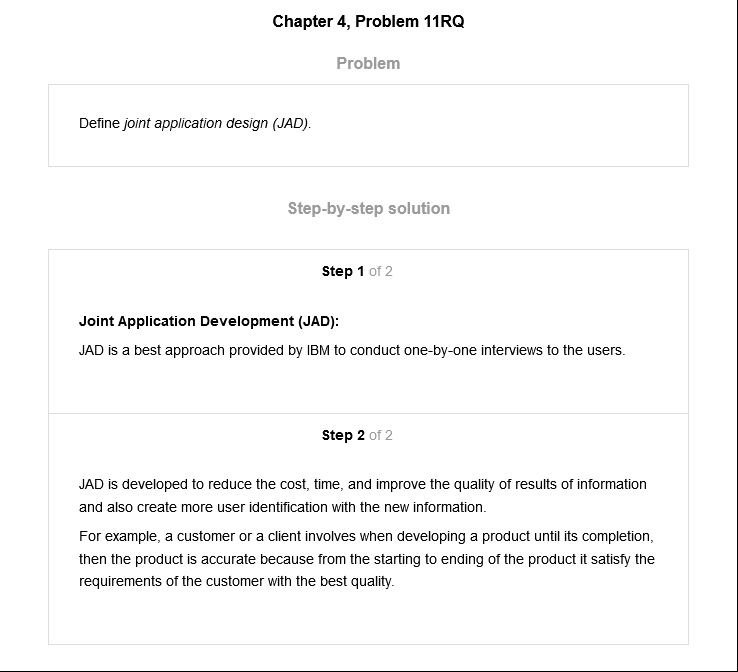 Chapter 4, Problem 11RQ
Problem
Define joint application design (JAD).
Step-by-step solution
Step 1 of 2
Joint Application Development (JAD):
JAD is a best approach provided by IBM to conduct one-by-one interviews to the users.
Step 2 of 2
JAD is developed to reduce the cost, time, and improve the quality of results of information
and also create more user identification with the new information.
For example, a customer or a client involves when developing a product until its completion,
then the product is accurate because from the starting to ending of the product it satisfy the
requirements of the customer with the best quality.